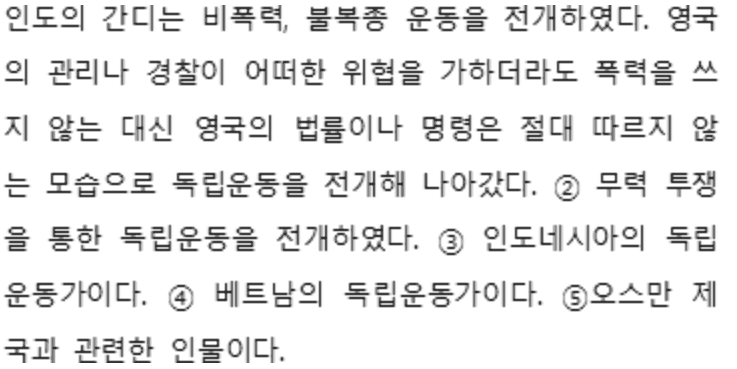 인도의 간디는 비폭력, 불복종 운동을 전개하였다. 영국
의 관리나 경찰이 어떠한 위협을 가하더라도 폭력을 쓰
지 않는 대신 영국의 법률이나 명령은 절대 따르지 않
는 모습으로 독립운동을 전개해 나아갔다. ② 무력 투쟁
을 통한 독립운동을 전개하였다. ③ 인도네시아의 독립
운동가이다. ④ 베트남의 독립운동가이다. ⑤오스만 제
국과 관련한 인물이다.